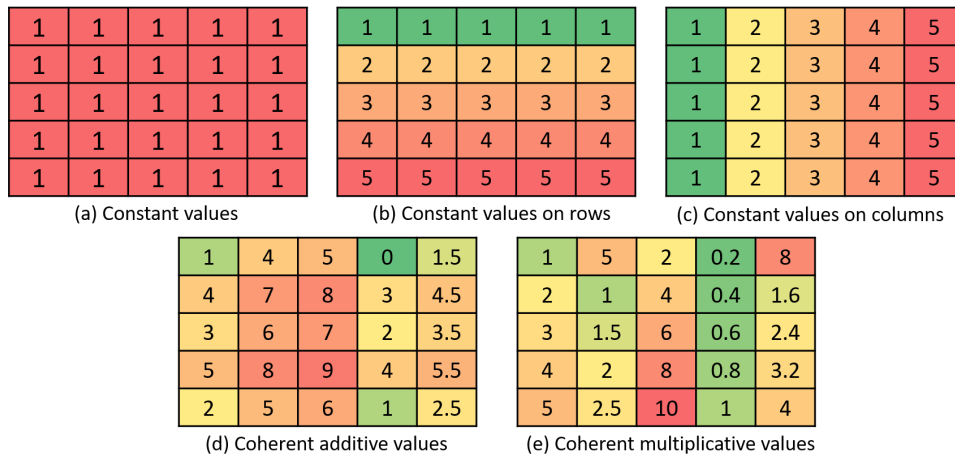 1 1 1 1 1
1 1 1 1 1
1 1 1 1 1
1 1 1 1 1
1 1 1 1 1
(a) Constant values
1 1 1 1 1
2 2 2 2 2
3 3 3 3 3
4 4 4 4 4
5 5 5 5 5
(b) Constant values on rows
1 2 3 4 5
1 2 3 4 5
1 2 3 4 5
1 2 3 4 5
1 2 3 4 5
(c) Constant values on columns
1 4 5 0 1.5
4 7 8 3 4.5
3 6 7 2 3.5
5 8 9 4 5.5
2 5 6 1 2.5
(d) Coherent additive values
1 5 2 0.2 8
2 1 4 0.4 1.6
3 1.5 6 0.6 2.4
4 2 8 0.8 3.2
5 2.5 10 1 4
(e) Coherent multiplicative values